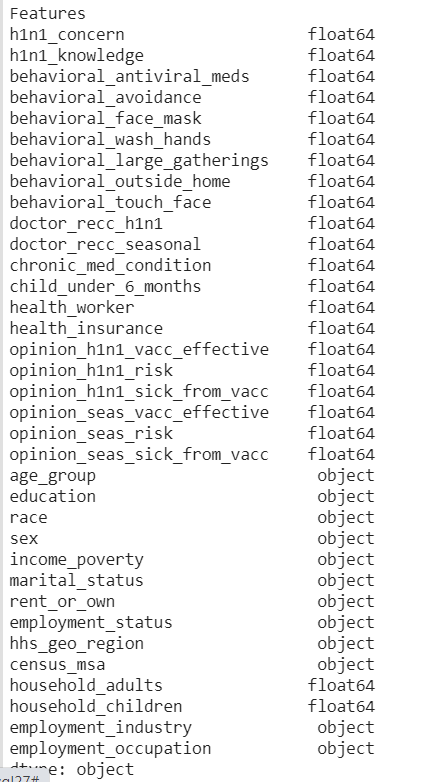 Features
h1n1_concern float64
h1n1_knowledge float64
behavioral_antiviral_meds float64
behavioral_avoidance float64
behavioral_face_mask float64
behavioral_wash_hands float64
behavioral_large_gatherings float64
behavioral_outside_home float64
behavioral_touch_face float64
doctor_recc_h1n1 float64
doctor_recc_seasonal float64
chronic_med_condition float64
child_under_6_months float64
health_worker float64
health_insurance float64
opinion_h1n1_vacc_effective float64
opinion_h1n1_risk float64
opinion_h1n1_sick_from_vacc float64
opinion_seas_vacc_effective float64
opinion_seas_risk float64
opinion_seas_sick_from_vacc float64
age_group object
education object
race object
sex object
income_poverty object
marital_status object
rent_or_own object
employment_status object
hhs_geo_region object
census_msa object
household_adults float64
household_children float64
employment_industry object
employment_occupation object
dtype: object